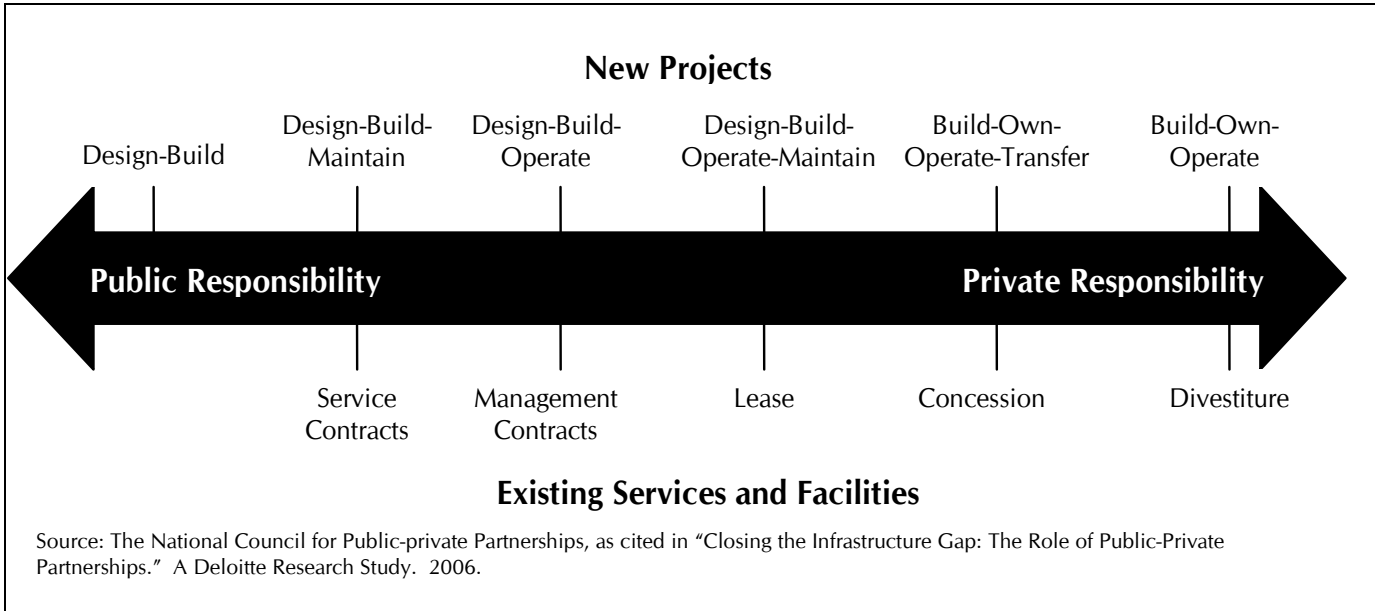 New Projects
Design-Build
Design-Build-
Maintain
Design-Build-
Operate
Design-Build-
Operate-Maintain
Build-Own-
Operate-Transfer
Build-Own-
Operate
Public Responsibility
Private Responsibility
Service
Contracts
Management
Contracts
Lease
Concession
Divestiture
Existing Services and Facilities
Source: The National Council for Public-private Partnerships, as cited in “Closing the Infrastructure Gap: The Role of Public-Private
Partnerships.” A Deloitte Research Study. 2006.